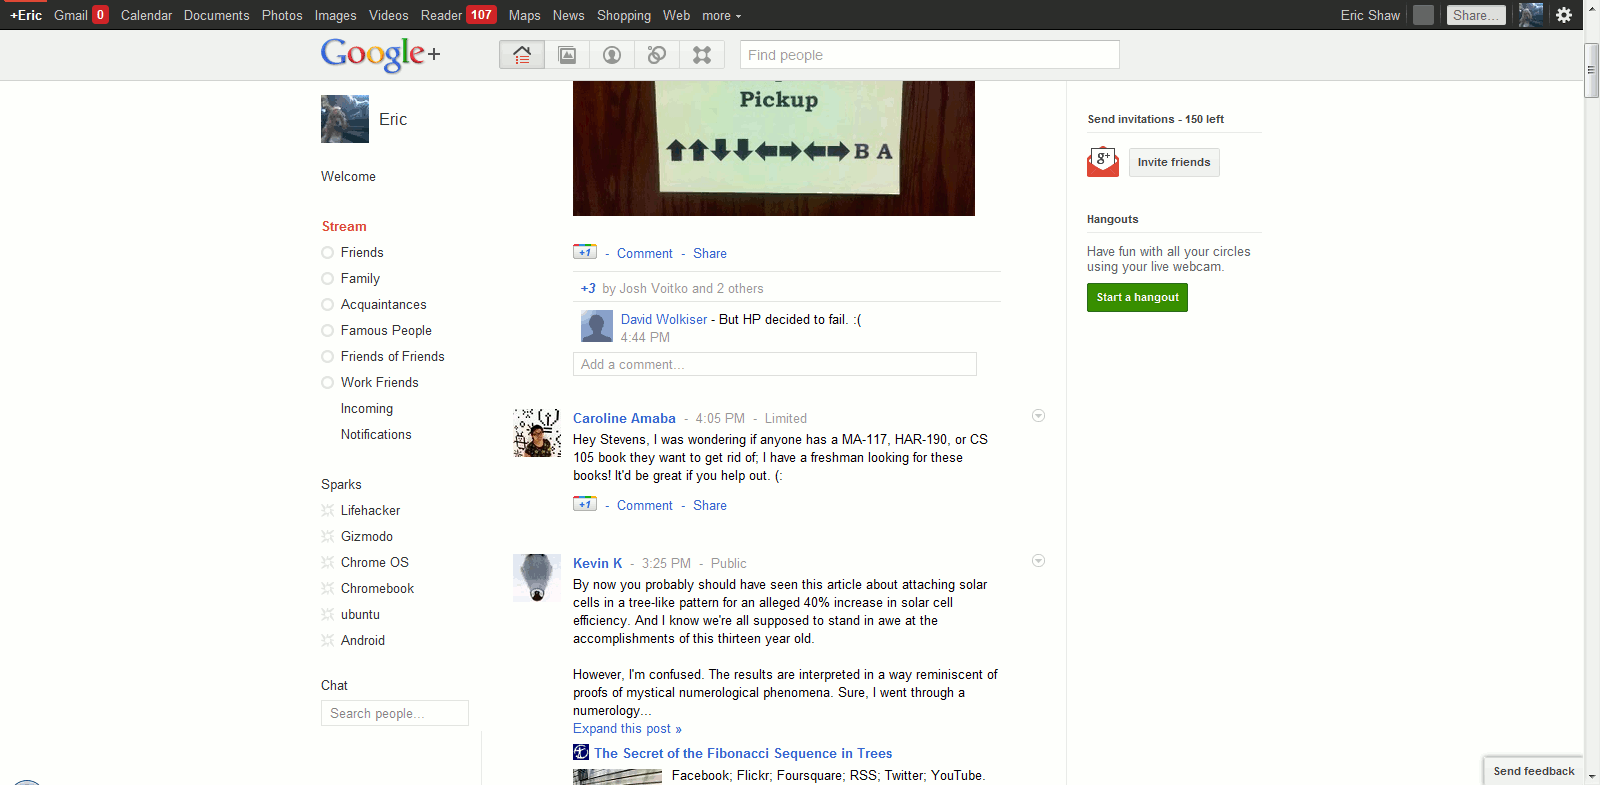 +Eric Gmail 0 Calendar Documents Photos Images Videos Reader 107 Maps News Shopping Web more Eric Shaw Share...
Google+ Find people
Eric
Welcome
Stream
Friends
Family
Acquaintances
Famous People
Friends of Friends
Work Friends
Incoming
Notifications
Sparks
Lifehacker
Gizmodo
Chrome OS
Chromebook
ubuntu
Android
Chat
Search people...
Pickup
↑↑↓↓←→←→B A
+1 - Comment - Share
+3 by Josh Voitko and 2 others
David Wolkiser - But HP decided to fail. :(
4:44 PM
Add a comment...
Caroline Amaba - 4:05 PM - Limited
Hey Stevens, I was wondering if anyone has a MA-117, HAR-190, or CS
105 book they want to get rid of; I have a freshman looking for these
books! It'd be great if you help out. (:
+1 - Comment - Share
Kevin K - 3:25 PM - Public
By now you probably should have seen this article about attaching solar
cells in a tree-like pattern for an alleged 40% increase in solar cell
efficiency. And I know we're all supposed to stand in awe at the
accomplishments of this thirteen year old.
However, I'm confused. The results are interpreted in a way reminiscent of
proofs of mystical numerological phenomena. Sure, I went through a
numerology...
Expand this post »
The Secret of the Fibonacci Sequence in Trees
Facebook; Flickr; Foursquare; RSS; Twitter; YouTube.
Send invitations - 150 left
g+ Invite friends
Hangouts
Have fun with all your circles
using your live webcam.
Start a hangout
Send feedback